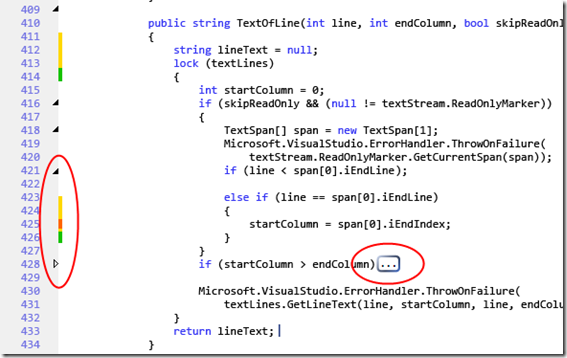 409
410 public string TextOfLine(int line, int endColumn, bool skipReadOnl
411 {
412 string lineText = null;
413 lock (textLines)
414 {
415 int startColumn = 0;
416 if (skipReadOnly && (null != textStream.ReadOnlyMarker))
417 {
418 TextSpan[] span = new TextSpan[1];
419 Microsoft.VisualStudio.ErrorHandler.ThrowOnFailure(
420 textStream.ReadOnlyMarker.GetCurrentSpan(span));
421 if (line < span[0].iEndLine);
422
423 else if (line == span[0].iEndLine)
424 {
425 startColumn = span[0].iEndIndex;
426 }
427 }
428 if (startColumn > endColumn)...
429
430 Microsoft.VisualStudio.ErrorHandler.ThrowOnFailure(
431 textLines.GetLineText(line, startColumn, line, endColu
432 }
433 return lineText;
434 }